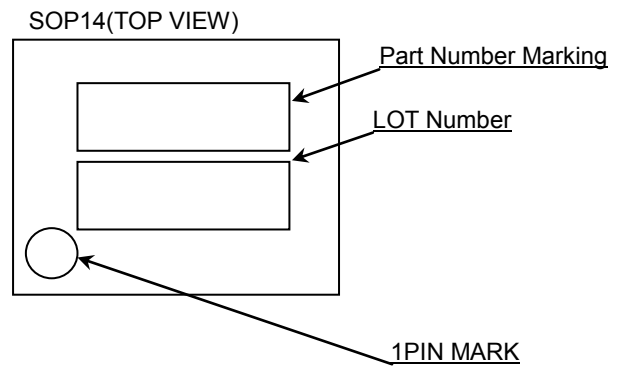 SOP14(TOP VIEW)
Part Number Marking
LOT Number
1PIN MARK